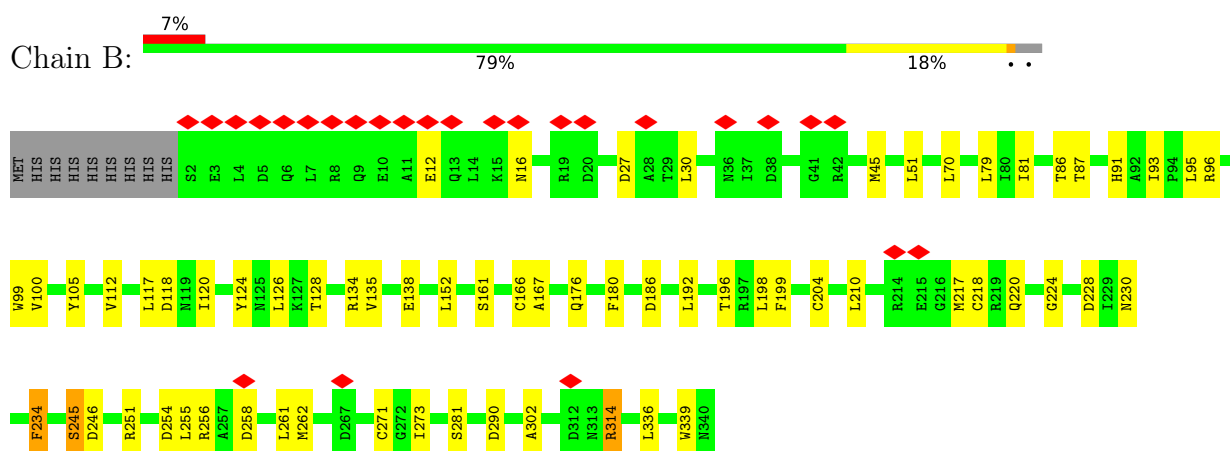 7%
Chain B:
79% 18% • •
MET HIS HIS HIS HIS HIS HIS HIS HIS S2 E3 L4 D5 Q6 L7 R8 Q9 E10 A11 E12 Q13 L14 K15 N16 R19 D20 D27 A28 T29 L30 N36 I37 D38 G41 R42 M45 L51 L70 L79 I80 I81 T86 T87 H91 A92 I93 P94 L95 R96
W99 V100 Y105 V112 L117 D118 N119 I120 Y124 N125 L126 K127 T128 R134 V135 E138 L152 S161 C166 A167 Q176 F180 D186 L192 T196 R197 L198 F199 C204 L210 R214 E215 G216 M217 C218 R219 Q220 G224 D228 I229 N230
F234 S245 D246 R251 D254 L255 R256 A257 D258 L261 M262 D267 C271 G272 I273 S281 D290 A302 D312 N313 R314 L336 W339 N340